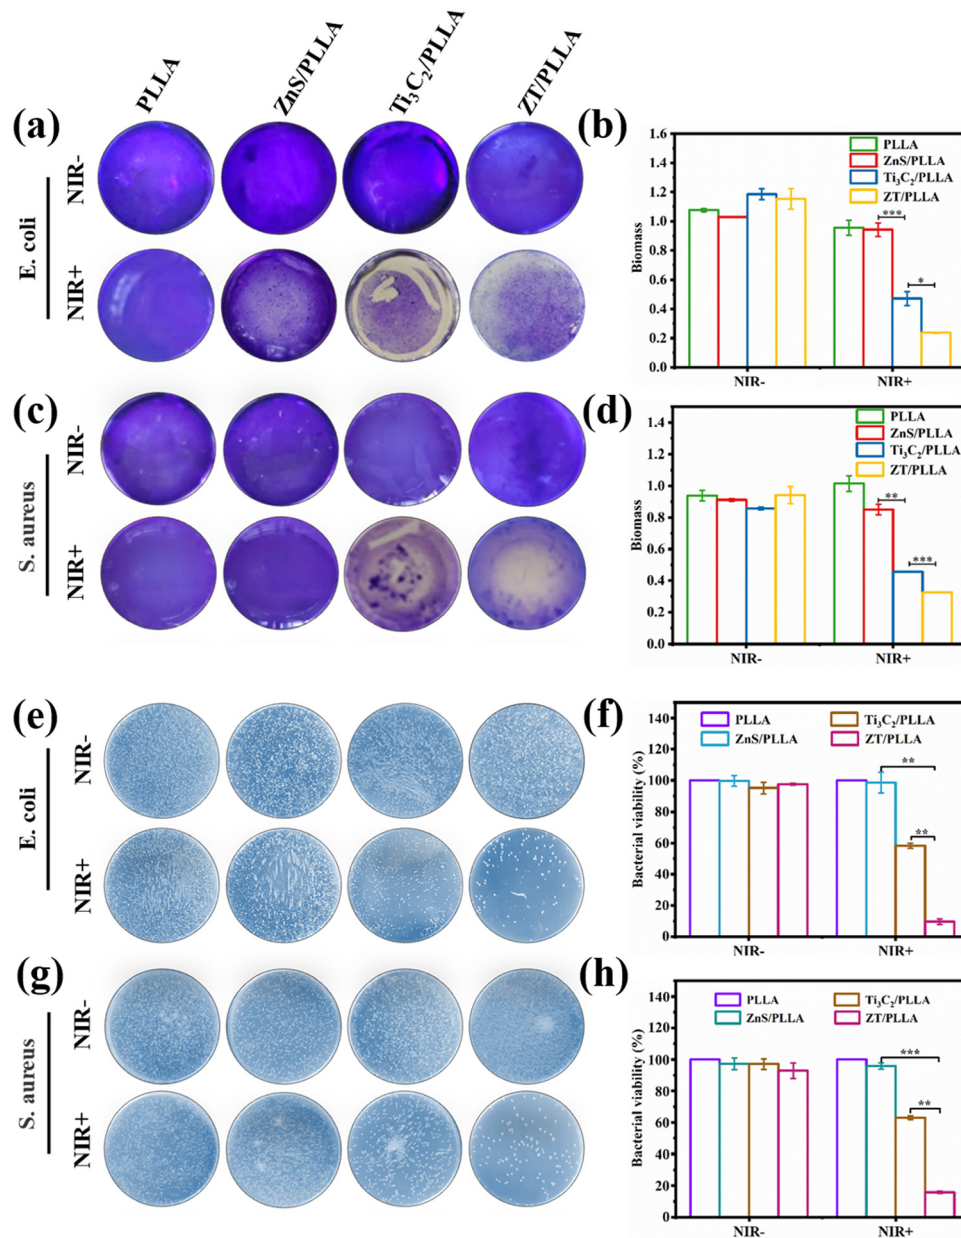 PLLA
ZnS/PLLA
Ti₃C₂/PLLA
ZT/PLLA
(a)
E. coli
NIR-
NIR+
(b)
Biomass
1.6
1.4
1.2
1.0
0.8
0.6
0.4
0.2
0.0
PLLA
ZnS/PLLA
Ti₃C₂/PLLA
ZT/PLLA
***
*
NIR-
NIR+
(c)
S. aureus
NIR-
NIR+
(d)
Biomass
1.4
1.2
1.0
0.8
0.6
0.4
0.2
0.0
PLLA
ZnS/PLLA
Ti₃C₂/PLLA
ZT/PLLA
**
***
NIR-
NIR+
(e)
E. coli
NIR-
NIR+
(f)
Bacterial viability (%)
140
120
100
80
60
40
20
0
PLLA
Ti₃C₂/PLLA
ZnS/PLLA
ZT/PLLA
**
**
NIR-
NIR+
(g)
S. aureus
NIR-
NIR+
(h)
Bacterial viability (%)
140
120
100
80
60
40
20
0
PLLA
Ti₃C₂/PLLA
ZnS/PLLA
ZT/PLLA
***
**
NIR-
NIR+